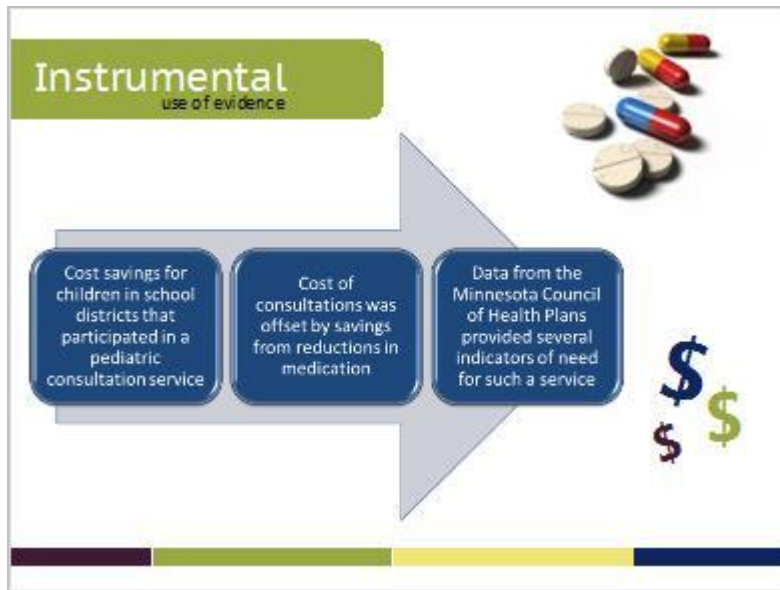 Instrumental
use of evidence
Cost savings for
children in school
districts that
participated in a
pediatric
consultation service
Cost of
consultations was
offset by savings
from reductions in
medication
Data from the
Minnesota Council
of Health Plans
provided several
indicators of need
for such a service
$
$
$